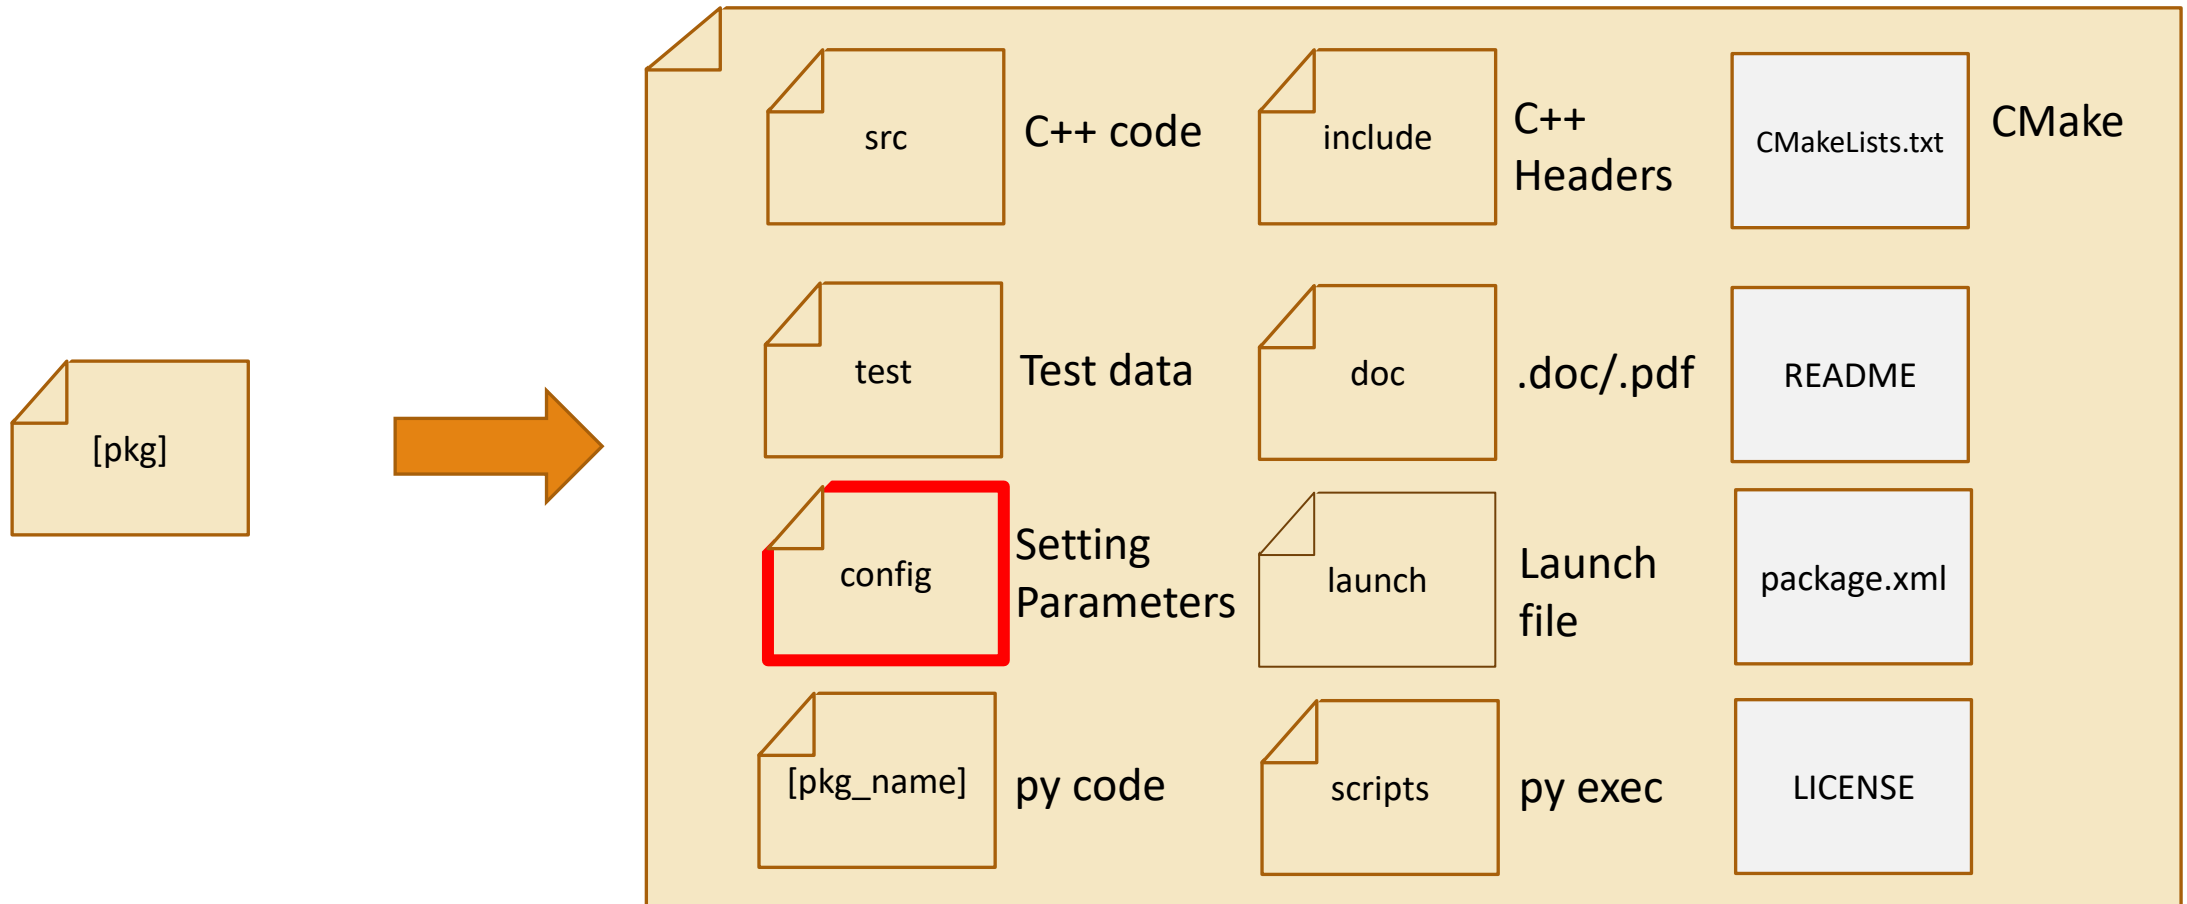 [pkg]
src
C++ code
include
C++
Headers
CMakeLists.txt
CMake
test
Test data
doc
.doc/.pdf
README
config
Setting
Parameters
launch
Launch
file
package.xml
[pkg_name]
py code
scripts
py exec
LICENSE